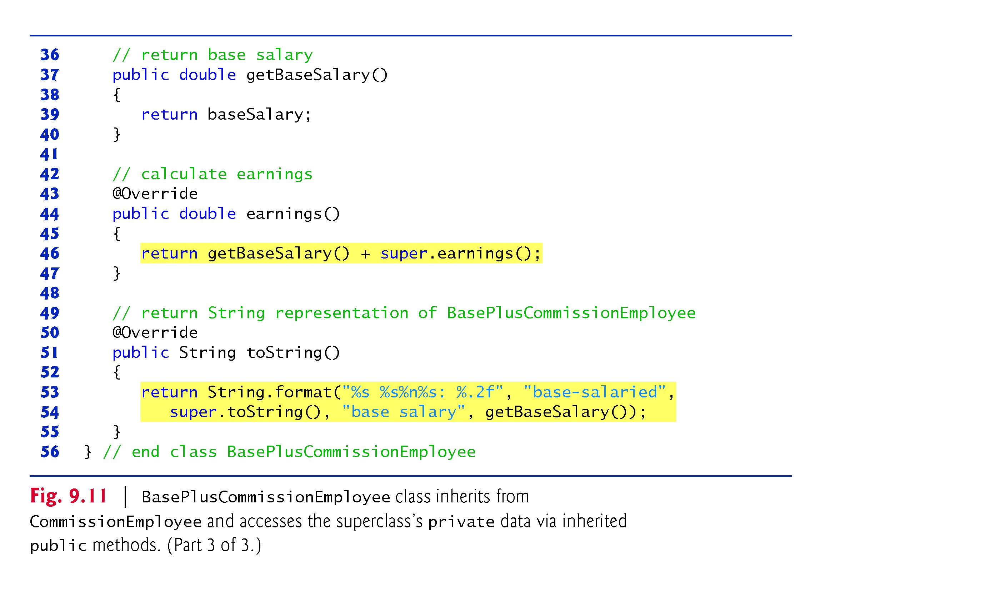 36 // return base salary
37 public double getBaseSalary()
38 {
39 return baseSalary;
40 }
41
42 // calculate earnings
43 @Override
44 public double earnings()
45 {
46 return getBaseSalary() + super.earnings();
47 }
48
49 // return String representation of BasePlusCommissionEmployee
50 @Override
51 public String toString()
52 {
53 return String.format("%s %s%n%s: %.2f", "base-salaried",
54 super.toString(), "base salary", getBaseSalary());
55 }
56 } // end class BasePlusCommissionEmployee
Fig. 9.11 | BasePlusCommissionEmployee class inherits from
CommissionEmployee and accesses the superclass’s private data via inherited
public methods. (Part 3 of 3.)